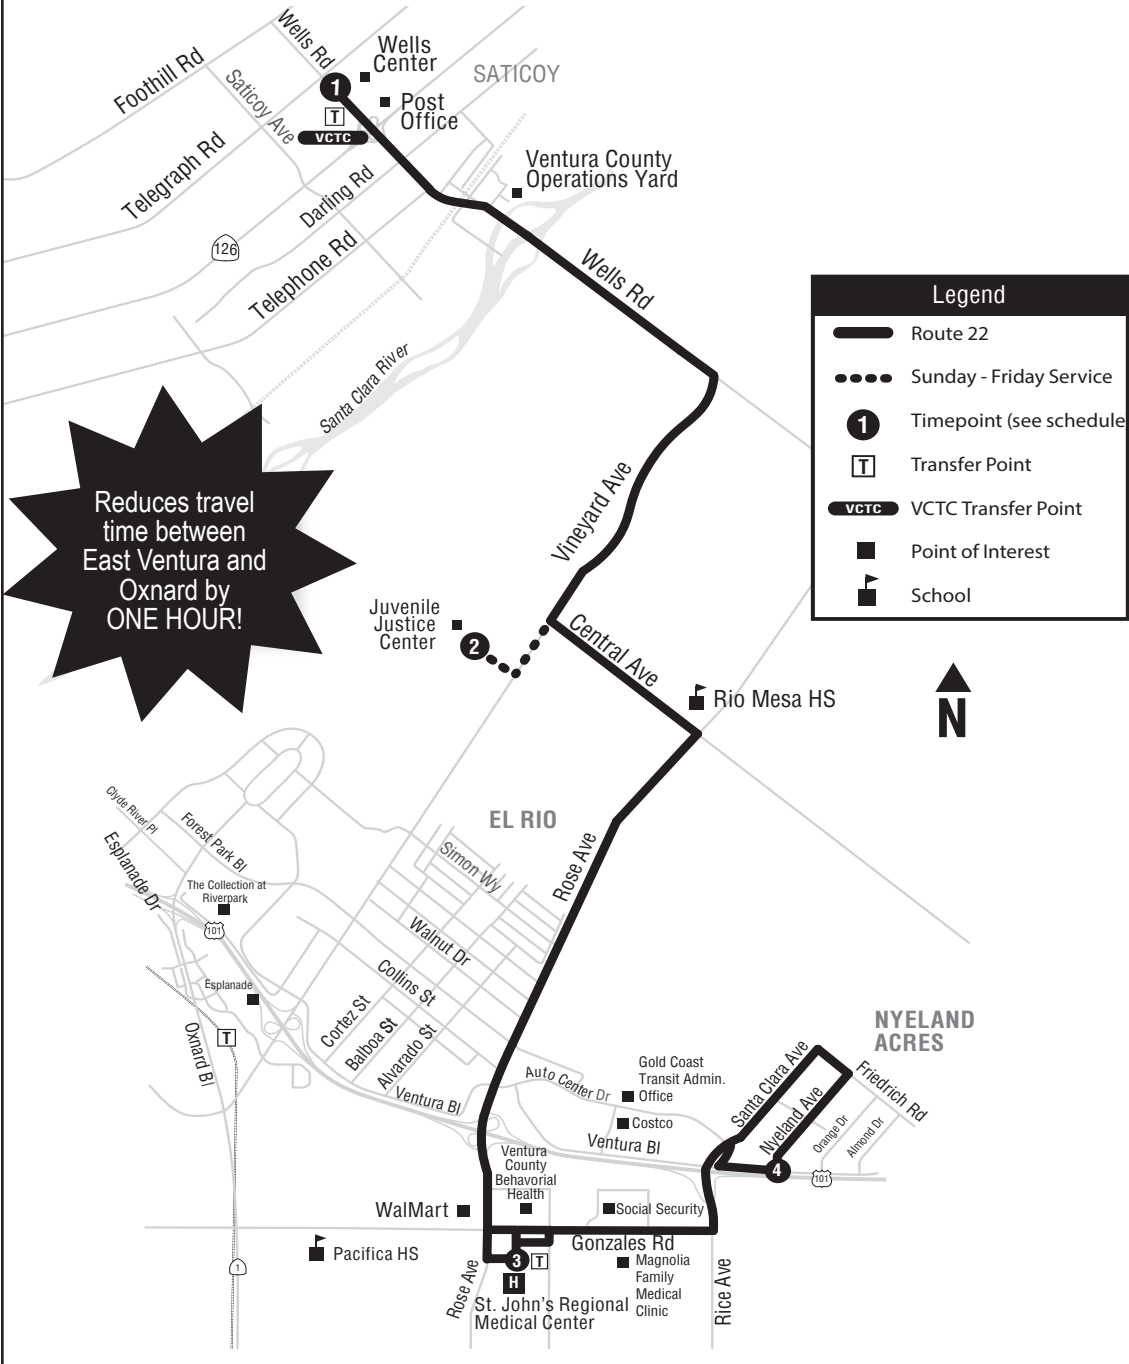 Wells Rd
Wells
Center
SATICOY
Foothill Rd
Saticoy Ave
1
T
VCTC
Post
Office
Telegraph Rd
Darling Rd
Ventura County
Operations Yard
126
Telephone Rd
Wells Rd
Santa Clara River
Legend
Route 22
Sunday - Friday Service
1
Timepoint (see schedule
T
Transfer Point
VCTC
VCTC Transfer Point
Point of Interest
School
Reduces travel
time between
East Ventura and
Oxnard by
ONE HOUR!
Vineyard Ave
Juvenile
Justice
Center
2
Central Ave
Rio Mesa HS
N
EL RIO
Clyde River Pl
Forest Park Bl
Esplanade Dr
Simon Wy
Rose Ave
The Collection at
Riverpark
101
Walnut Dr
Collins St
Esplanade
Cortez St
Balboa St
Alvarado St
Oxnard Bl
T
Ventura Bl
Auto Center Dr
Gold Coast
Transit Admin.
Office
Costco
Ventura Bl
NYELAND
ACRES
Santa Clara Ave
Nyeland Ave
Friedrich Rd
Orange Dr
Almond Dr
4
101
Ventura
County
Behavorial
Health
WalMart
Social Security
Gonzales Rd
Pacifica HS
1
3
T
H
Rose Ave
St. John's Regional
Medical Center
Magnolia
Family
Medical
Clinic
Rice Ave